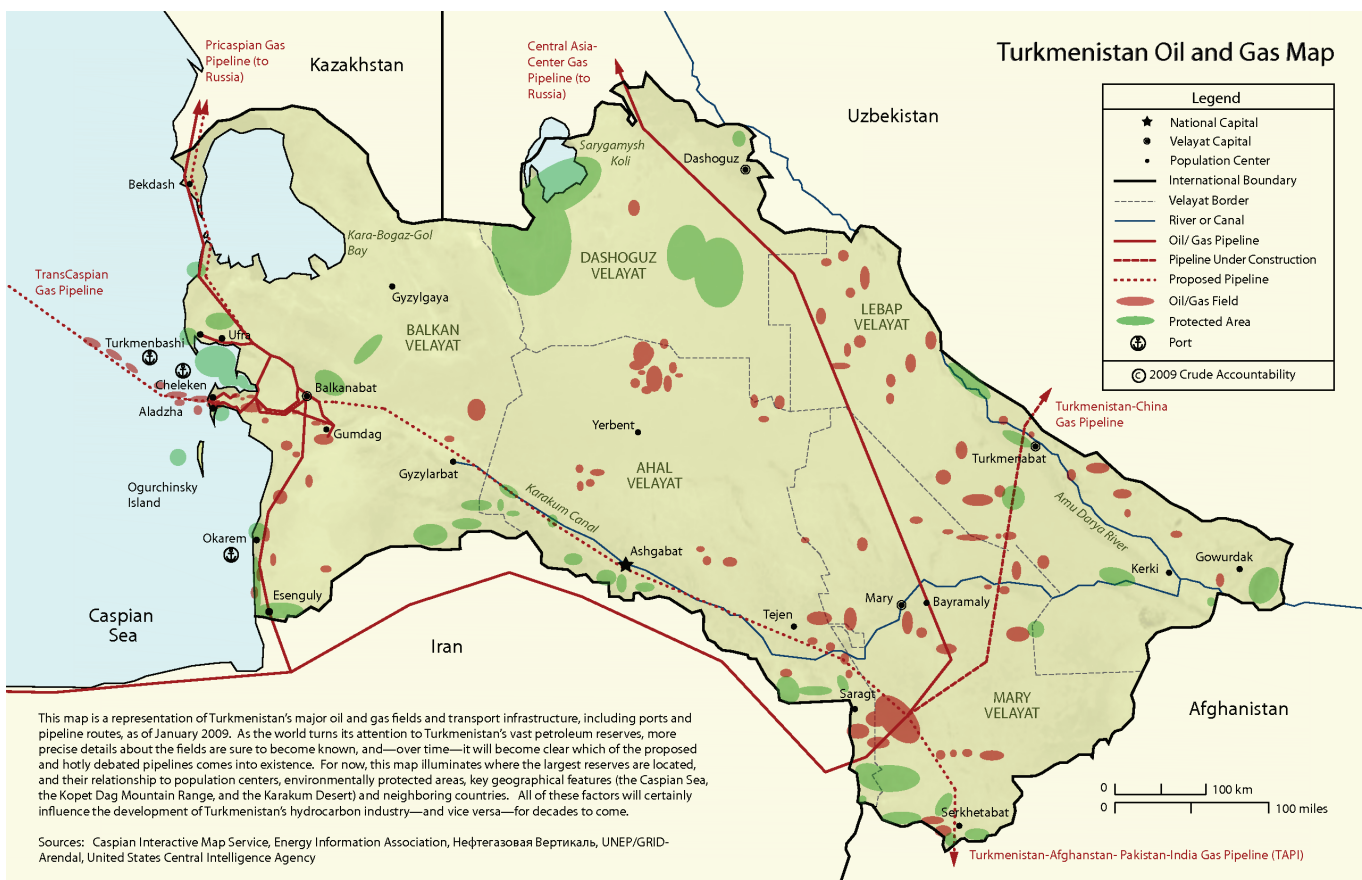 Turkmenistan Oil and Gas Map
Legend
National Capital
Velayat Capital
Population Center
International Boundary
Velayat Border
River or Canal
Oil/ Gas Pipeline
Pipeline Under Construction
Proposed Pipeline
Oil/Gas Field
Protected Area
Port
© 2009 Crude Accountability
Pricaspian Gas
Pipeline (to
Russia)
Kazakhstan
Central Asia-
Center Gas
Pipeline (to
Russia)
Uzbekistan
Sarygamysh
Koli
Dashoguz
Bekdash
Kara-Bogaz-Gol
Bay
TransCaspian
Gas Pipeline
DASHOGUZ
VELAYAT
Gyzylgaya
LEBAP
VELAYAT
BALKAN
VELAYAT
Ufra
Turkmenbashi
Cheleken
Balkanabat
Aladzha
Gumdag
Turkmenistan-China
Gas Pipeline
Yerbent
Turkmenabat
Gyzylarbat
AHAL
VELAYAT
Ogurchinsky
Island
Karakum Canal
Amu Darya River
Okarem
Ashgabat
Gowurdak
Kerki
Esenguly
Mary
Bayramaly
Caspian
Sea
Tejen
Iran
Saragt
MARY
VELAYAT
Afghanistan
This map is a representation of Turkmenistan's major oil and gas fields and transport infrastructure, including ports and
pipeline routes, as of January 2009. As the world turns its attention to Turkmenistan's vast petroleum reserves, more
precise details about the fields are sure to become known, and—over time—it will become clear which of the proposed
and hotly debated pipelines comes into existence. For now, this map illuminates where the largest reserves are located,
and their relationship to population centers, environmentally protected areas, key geographical features (the Caspian Sea,
the Kopet Dag Mountain Range, and the Karakum Desert) and neighboring countries. All of these factors will certainly
influence the development of Turkmenistan's hydrocarbon industry—and vice versa—for decades to come.
Sources: Caspian Interactive Map Service, Energy Information Association, Нефтегазовая Вертикаль, UNEP/GRID-
Arendal, United States Central Intelligence Agency
0 100 km
0 100 miles
Serkhetabat
Turkmenistan-Afghanstan- Pakistan-India Gas Pipeline (TAPI)